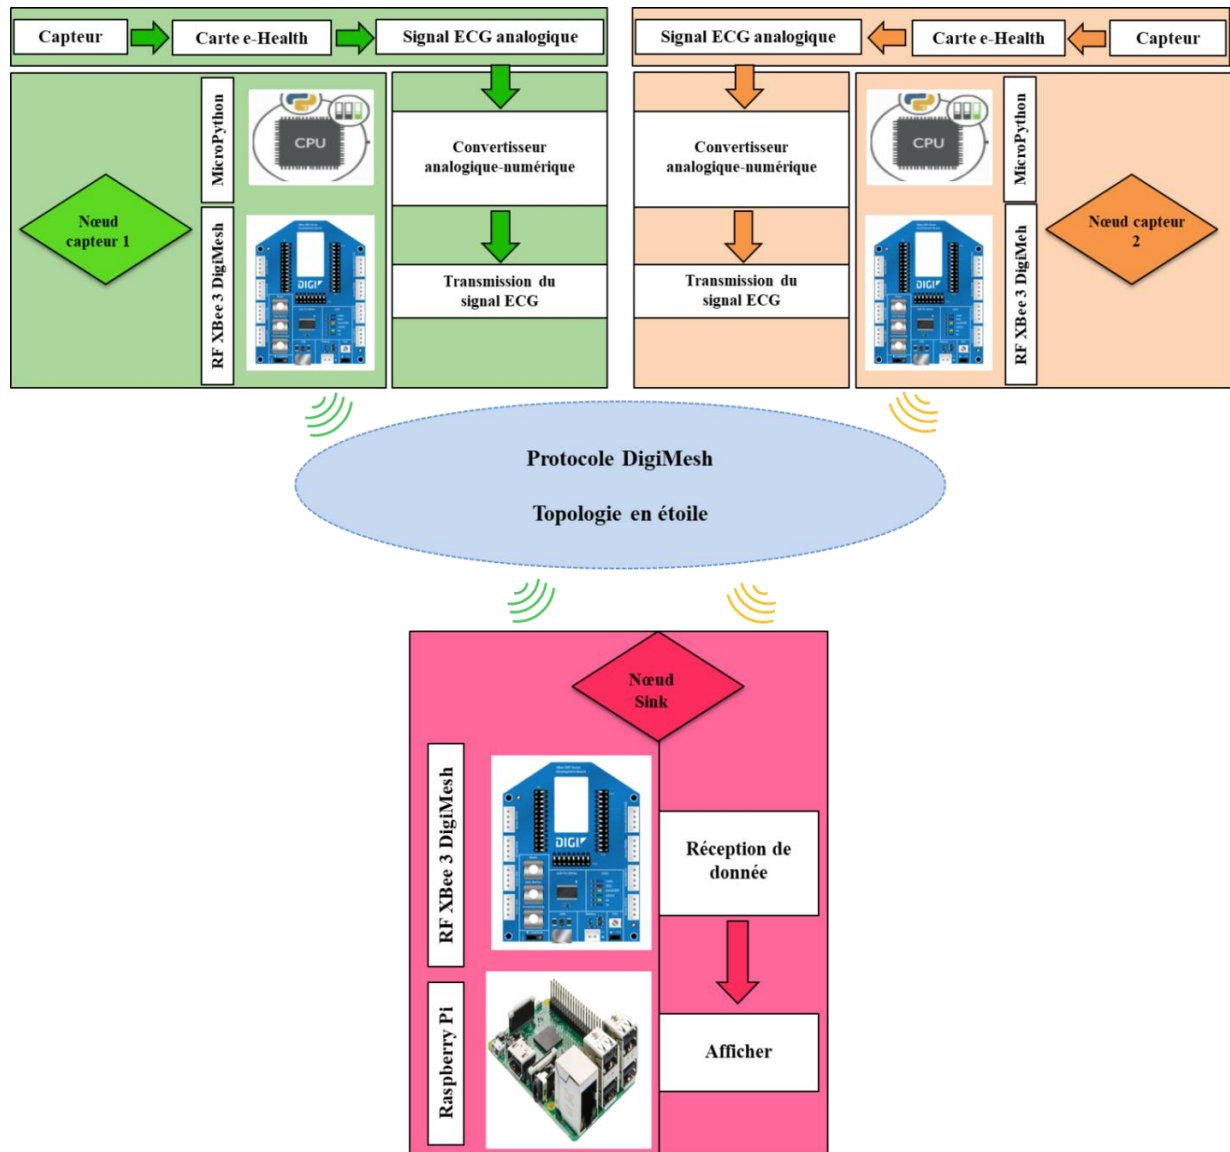 Capteur
Carte e-Health
Signal ECG analogique
Signal ECG analogique
Carte e-Health
Capteur
MicroPython
CPU
Convertisseur
analogique-numérique
Nœud
capteur 1
RF XBee 3 DigiMesh
DIGI
Transmission du
signal ECG
Convertisseur
analogique-numérique
CPU
MicroPython
Transmission du
signal ECG
DIGI
RF XBee 3 DigiMeh
Nœud capteur
2
Protocole DigiMesh
Topologie en étoile
Nœud
Sink
RF XBee 3 DigiMesh
DIGI
Réception de
donnée
Raspberry Pi
Afficher